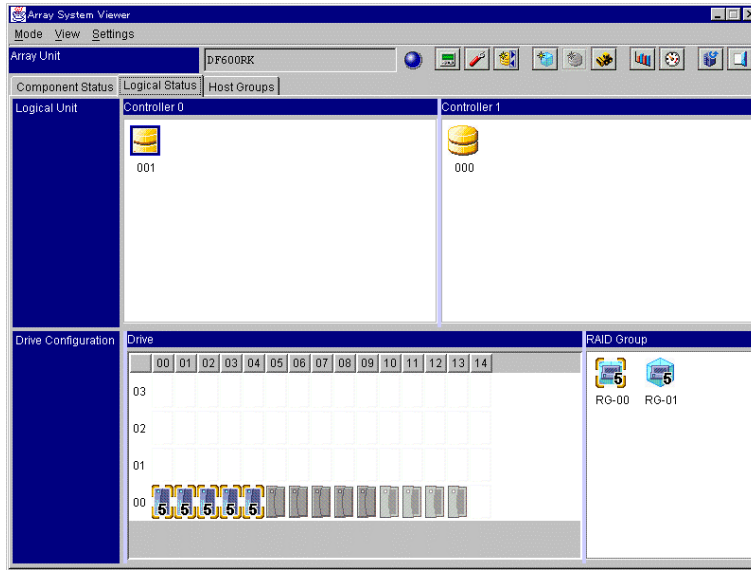 Array System Viewer
Mode View Settings
Array Unit DF600RK
Component Status Logical Status Host Groups
Logical Unit Controller 0 Controller 1
001 000
Drive Configuration Drive RAID Group
00 01 02 03 04 05 06 07 08 09 10 11 12 13 14
03
5 5
RG-00 RG-01
02
01
00 5 5 5 5 5